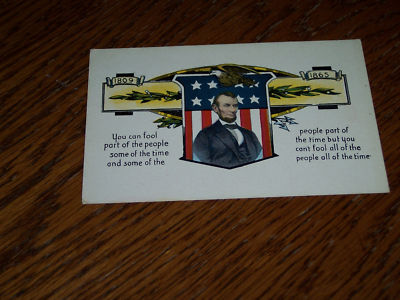 1809
1865
You can fool
part of the people
some of the time
and some of the
people part of
the time but you
can't fool all of the
people all of the time